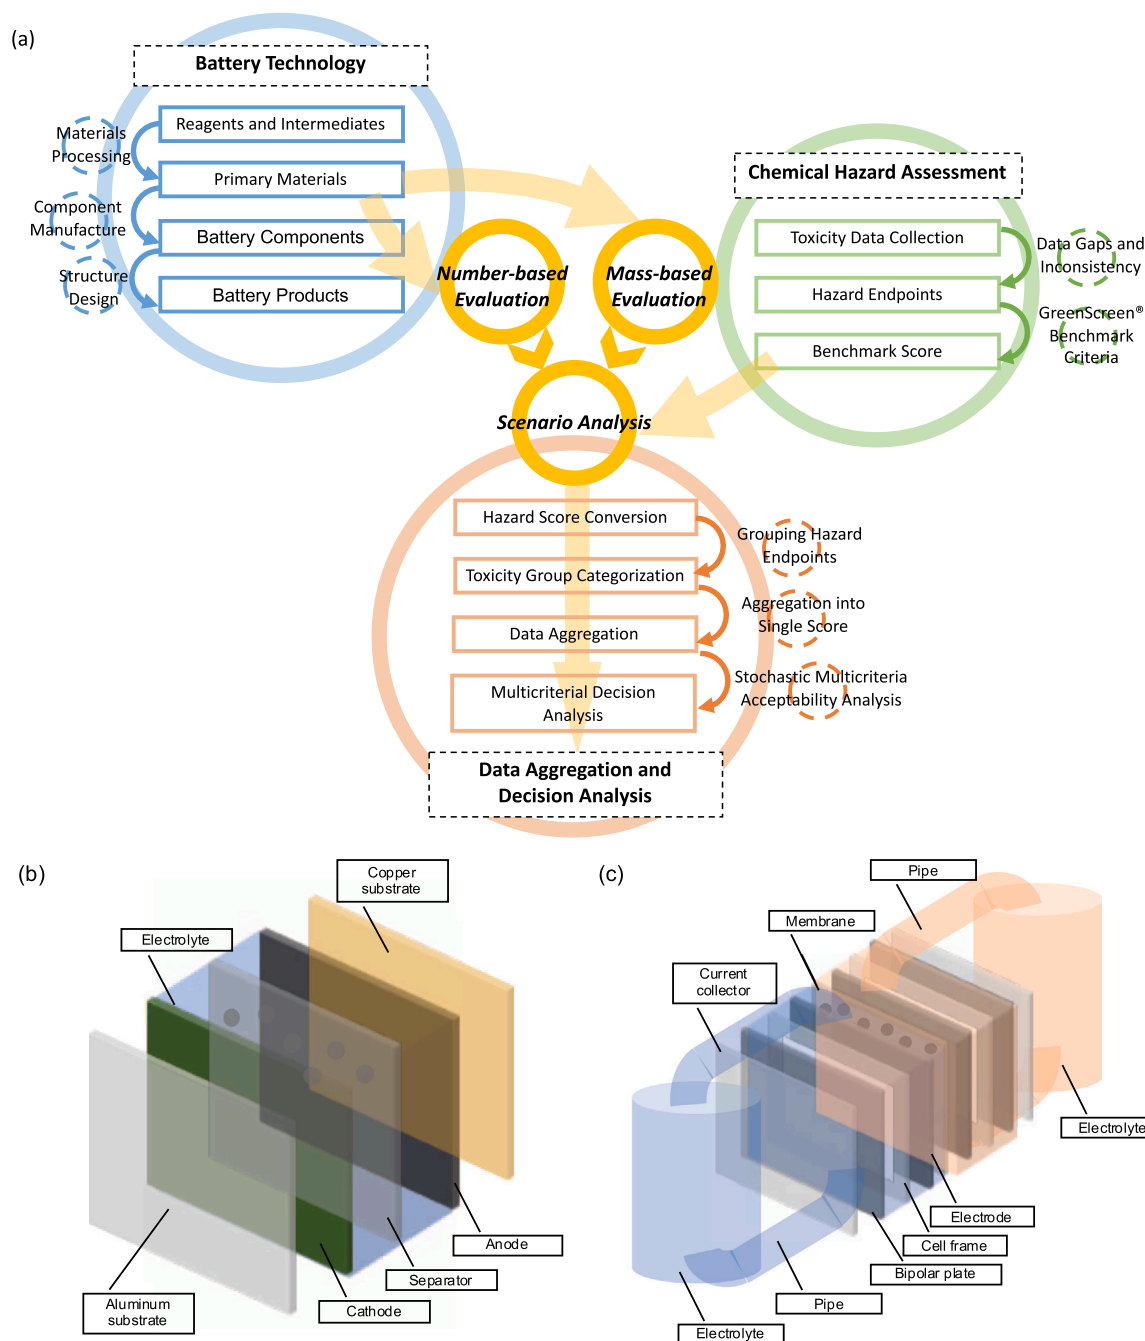 (a)
Battery Technology
Reagents and Intermediates
Materials
Processing
Primary Materials
Component
Manufacture
Battery Components
Structure
Design
Battery Products
Number-based
Evaluation
Mass-based
Evaluation
Chemical Hazard Assessment
Toxicity Data Collection
Data Gaps and
Inconsistency
Hazard Endpoints
GreenScreen®
Benchmark
Criteria
Benchmark Score
Scenario Analysis
Hazard Score Conversion
Grouping Hazard
Endpoints
Toxicity Group Categorization
Aggregation into
Single Score
Data Aggregation
Stochastic Multicriteria
Acceptability Analysis
Multicriterial Decision
Analysis
Data Aggregation and
Decision Analysis
(b)
Copper
substrate
Electrolyte
Anode
Separator
Cathode
Aluminum
substrate
(c)
Pipe
Membrane
Current
collector
Electrolyte
Electrode
Cell frame
Bipolar plate
Pipe
Electrolyte